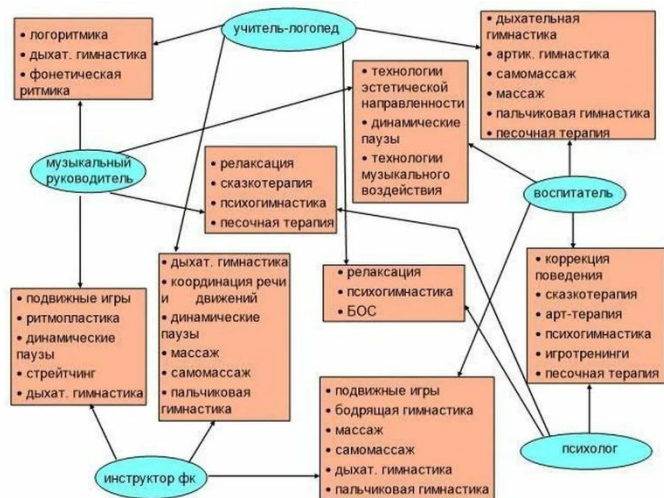 • логоритмика
• дыхат. гимнастика
• фонетическая
ритмика
учитель-логопед
• дыхательная
гимнастика
• артик. гимнастика
• самомассаж
• массаж
• пальчиковая гимнастика
• песочная терапия
• технологии
эстетической
направленности
• динамические
паузы
• технологии
музыкального
воздействия
музыкальный
руководитель
• релаксация
• сказкотерапия
• психогимнастика
• песочная терапия
воспитатель
• дыхат. гимнастика
• координация речи
и движений
• динамические
паузы
• массаж
• самомассаж
• пальчиковая
гимнастика
• релаксация
• психогимнастика
• БОС
• коррекция
поведения
• сказкотерапия
• арт-терапия
• психогимнастика
• игротренинги
• песочная терапия
• подвижные игры
• ритмопластика
• динамические
паузы
• стрейтчинг
• дыхат. гимнастика
• подвижные игры
• бодрящая гимнастика
• массаж
• самомассаж
• дыхат. гимнастика
• пальчиковая гимнастика
инструктор фк
психолог